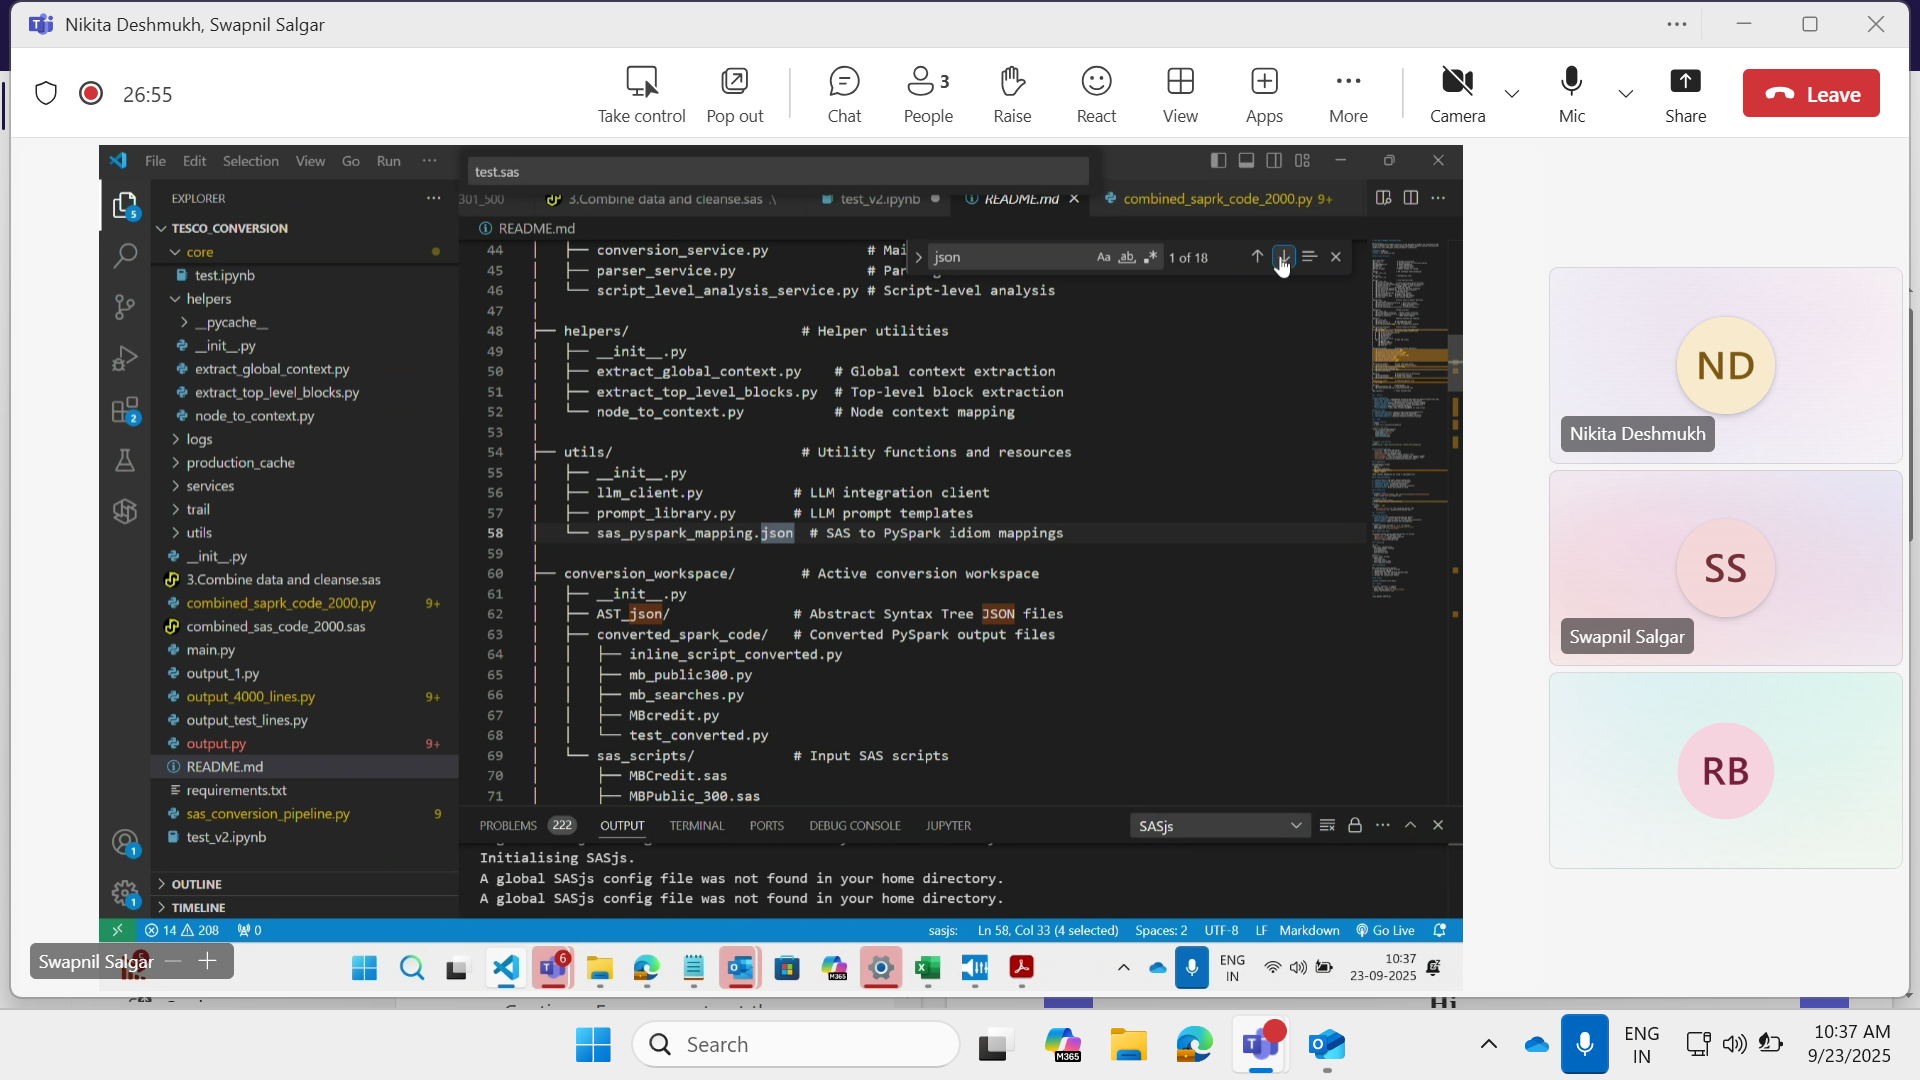 Nikita Deshmukh, Swapnil Salgar
26:55
Take control
Pop out
Chat
3
People
Raise
React
View
Apps
More
Camera
Mic
Share
Leave
File Edit Selection View Go Run ···
test.sas
EXPLORER
301_500
3.Combine data and cleanse.sas .\
test_v2.ipynb
README.md
combined_saprk_code_2000.py 9+
README.md
json
Aa ab 1 of 18
TESCO_CONVERSION
core
test.ipynb
helpers
__pycache__
__init__.py
extract_global_context.py
extract_top_level_blocks.py
node_to_context.py
logs
production_cache
services
trail
utils
__init__.py
3.Combine data and cleanse.sas
combined_saprk_code_2000.py 9+
combined_sas_code_2000.sas
main.py
output_1.py
output_4000_lines.py 9+
output_test_lines.py
output.py 9+
README.md
requirements.txt
sas_conversion_pipeline.py 9
test_v2.ipynb
OUTLINE
TIMELINE
44 conversion_service.py # Mai
45 parser_service.py # Par
46 script_level_analysis_service.py # Script-level analysis
47
48 helpers/ # Helper utilities
49 __init__.py
50 extract_global_context.py # Global context extraction
51 extract_top_level_blocks.py # Top-level block extraction
52 node_to_context.py # Node context mapping
53
54 utils/ # Utility functions and resources
55 __init__.py
56 llm_client.py # LLM integration client
57 prompt_library.py # LLM prompt templates
58 sas_pyspark_mapping.json # SAS to PySpark idiom mappings
59
60 conversion_workspace/ # Active conversion workspace
61 __init__.py
62 AST_json/ # Abstract Syntax Tree JSON files
63 converted_spark_code/ # Converted PySpark output files
64 inline_script_converted.py
65 mb_public300.py
66 mb_searches.py
67 MBcredit.py
68 test_converted.py
69 sas_scripts/ # Input SAS scripts
70 MBCredit.sas
71 MBPublic_300.sas
PROBLEMS 222 OUTPUT TERMINAL PORTS DEBUG CONSOLE JUPYTER
SASjs
Initialising SASjs.
A global SASjs config file was not found in your home directory.
A global SASjs config file was not found in your home directory.
14 208 0
sasjs: Ln 58, Col 33 (4 selected) Spaces: 2 UTF-8 LF Markdown Go Live
5
2
1
1
ND
Nikita Deshmukh
SS
Swapnil Salgar
RB
Swapnil Salgar
6
M365
ENG
IN
10:37
23-09-2025
Hi
Search
M365
ENG
IN
10:37 AM
9/23/2025